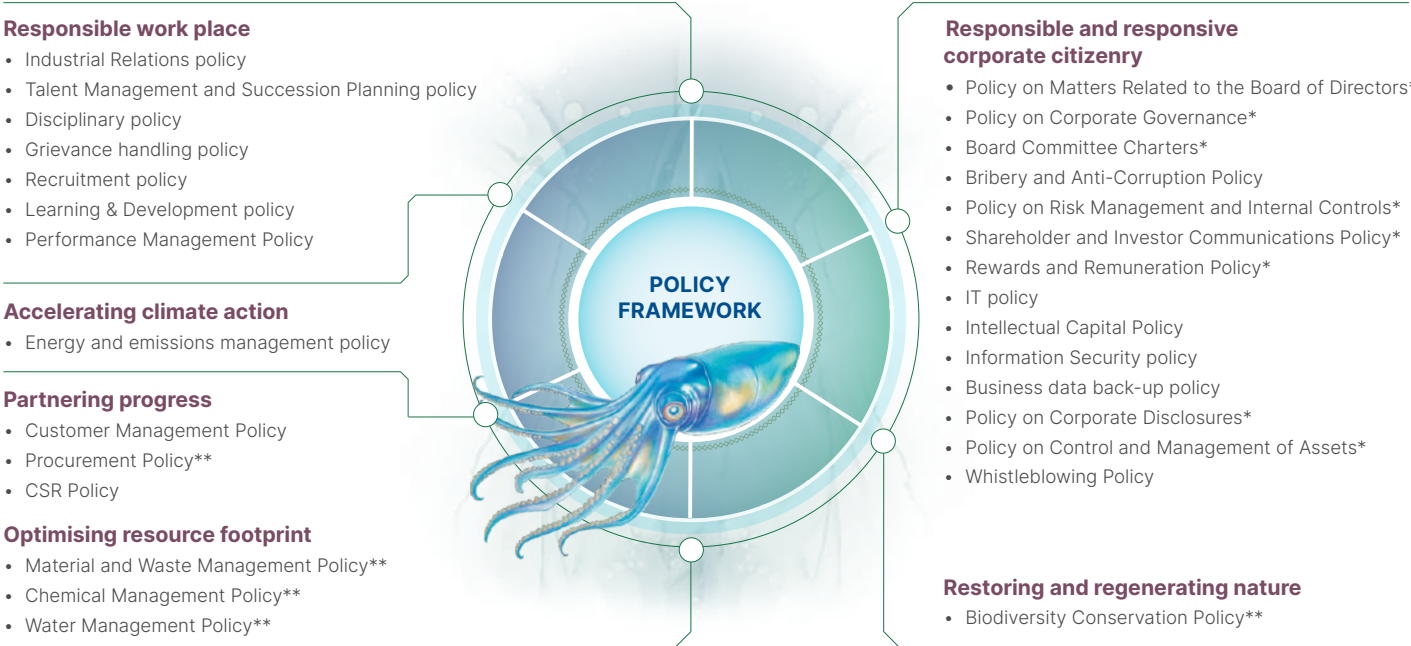 Responsible work place
• Industrial Relations policy
• Talent Management and Succession Planning policy
• Disciplinary policy
• Grievance handling policy
• Recruitment policy
• Learning & Development policy
• Performance Management Policy
Accelerating climate action
• Energy and emissions management policy
Partnering progress
• Customer Management Policy
• Procurement Policy**
• CSR Policy
Optimising resource footprint
• Material and Waste Management Policy**
• Chemical Management Policy**
• Water Management Policy**
POLICY
FRAMEWORK
Responsible and responsive
corporate citizenry
• Policy on Matters Related to the Board of Directors*
• Policy on Corporate Governance*
• Board Committee Charters*
• Bribery and Anti-Corruption Policy
• Policy on Risk Management and Internal Controls*
• Shareholder and Investor Communications Policy*
• Rewards and Remuneration Policy*
• IT policy
• Intellectual Capital Policy
• Information Security policy
• Business data back-up policy
• Policy on Corporate Disclosures*
• Policy on Control and Management of Assets*
• Whistleblowing Policy
Restoring and regenerating nature
• Biodiversity Conservation Policy**